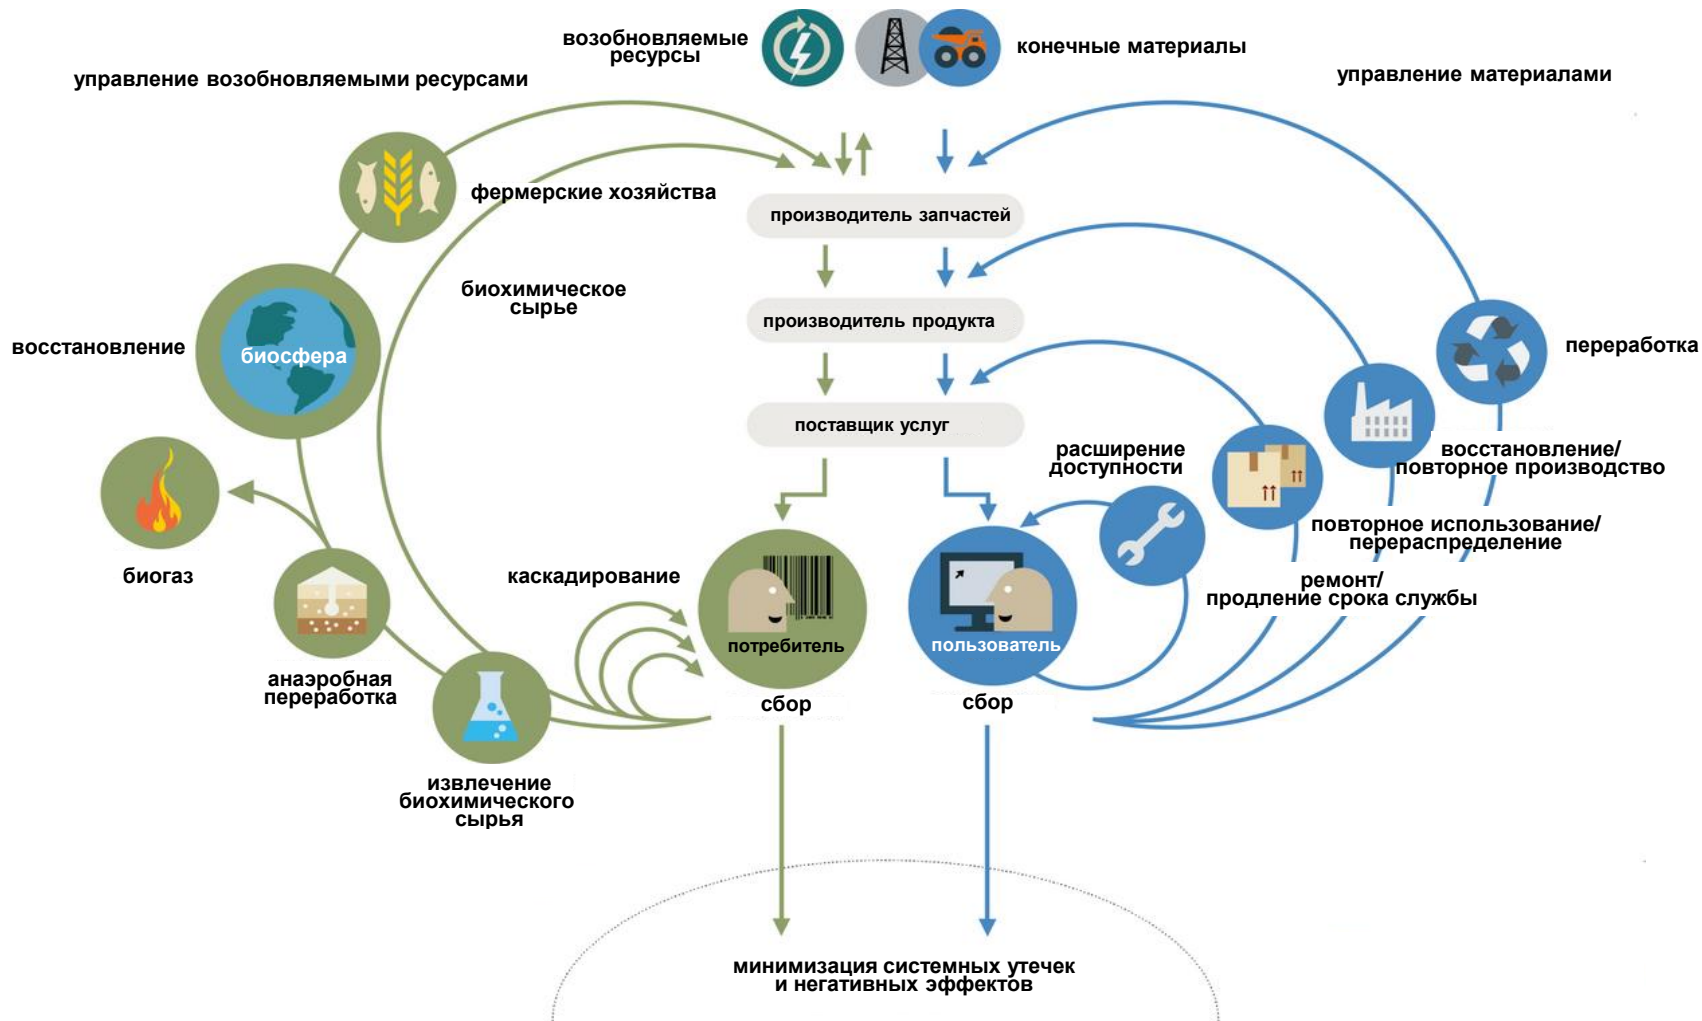 возобновляемые
ресурсы
конечные материалы
управление возобновляемыми ресурсами
управление материалами
фермерские хозяйства
производитель запчастей
биохимическое
сырье
производитель продукта
восстановление
биосфера
переработка
поставщик услуг
расширение
доступности
восстановление/
повторное производство
повторное использование/
перераспределение
биогаз
каскадирование
ремонт/
продление срока службы
потребитель
пользователь
анаэробная
переработка
сбор
сбор
извлечение
биохимического
сырья
минимизация системных утечек
и негативных эффектов